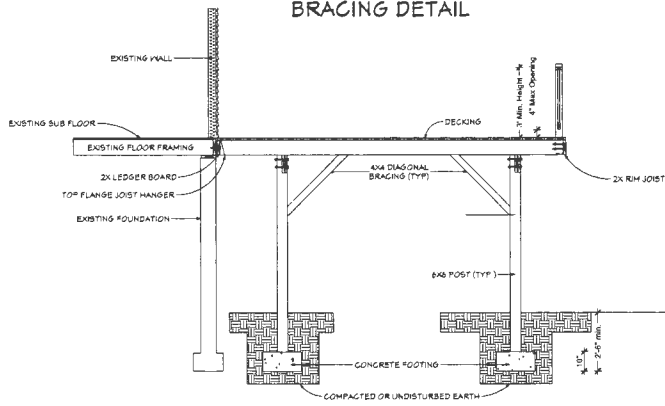 BRACING DETAIL
EXISTING WALL
3' Min. Height
4" Max Opening
EXISTING SUB FLOOR
DECKING
EXISTING FLOOR FRAMING
2X LEDGER BOARD
4X4 DIAGONAL
BRACING (TYP)
2X RIM JOIST
TOP FLANGE JOIST HANGER
EXISTING FOUNDATION
6X6 POST (TYP)
CONCRETE FOOTING
10"
2'-6" min.
COMPACTED OR UNDISTURBED EARTH